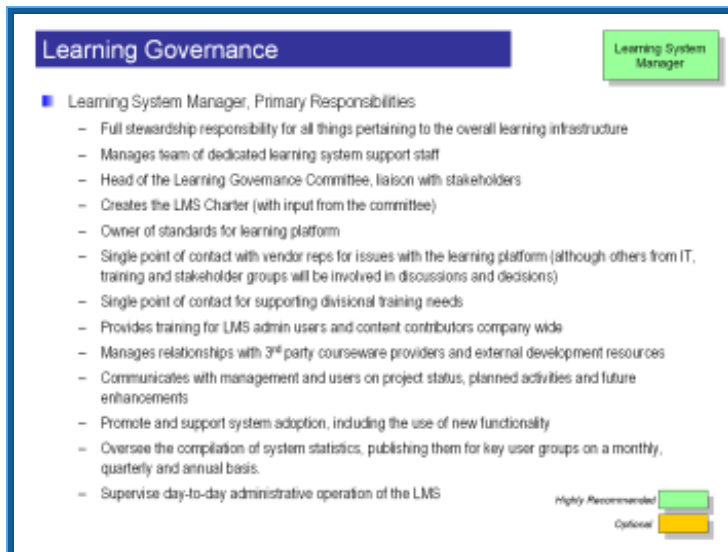 Learning Governance
Learning System
Manager
Learning System Manager, Primary Responsibilities
– Full stewardship responsibility for all things pertaining to the overall learning infrastructure
– Manages team of dedicated learning system support staff
– Head of the Learning Governance Committee, liaison with stakeholders
– Creates the LMS Charter (with input from the committee)
– Owner of standards for learning platform
– Single point of contact with vendor reps for issues with the learning platform (although others from IT,
training and stakeholder groups will be involved in discussions and decisions)
– Single point of contact for supporting divisional training needs
– Provides training for LMS admin users and content contributors company wide
– Manages relationships with 3rd party courseware providers and external development resources
– Communicates with management and users on project status, planned activities and future
enhancements
– Promote and support system adoption, including the use of new functionality
– Oversee the compilation of system statistics, publishing them for key user groups on a monthly,
quarterly and annual basis.
– Supervise day-to-day administrative operation of the LMS
Highly Recommended
Optional